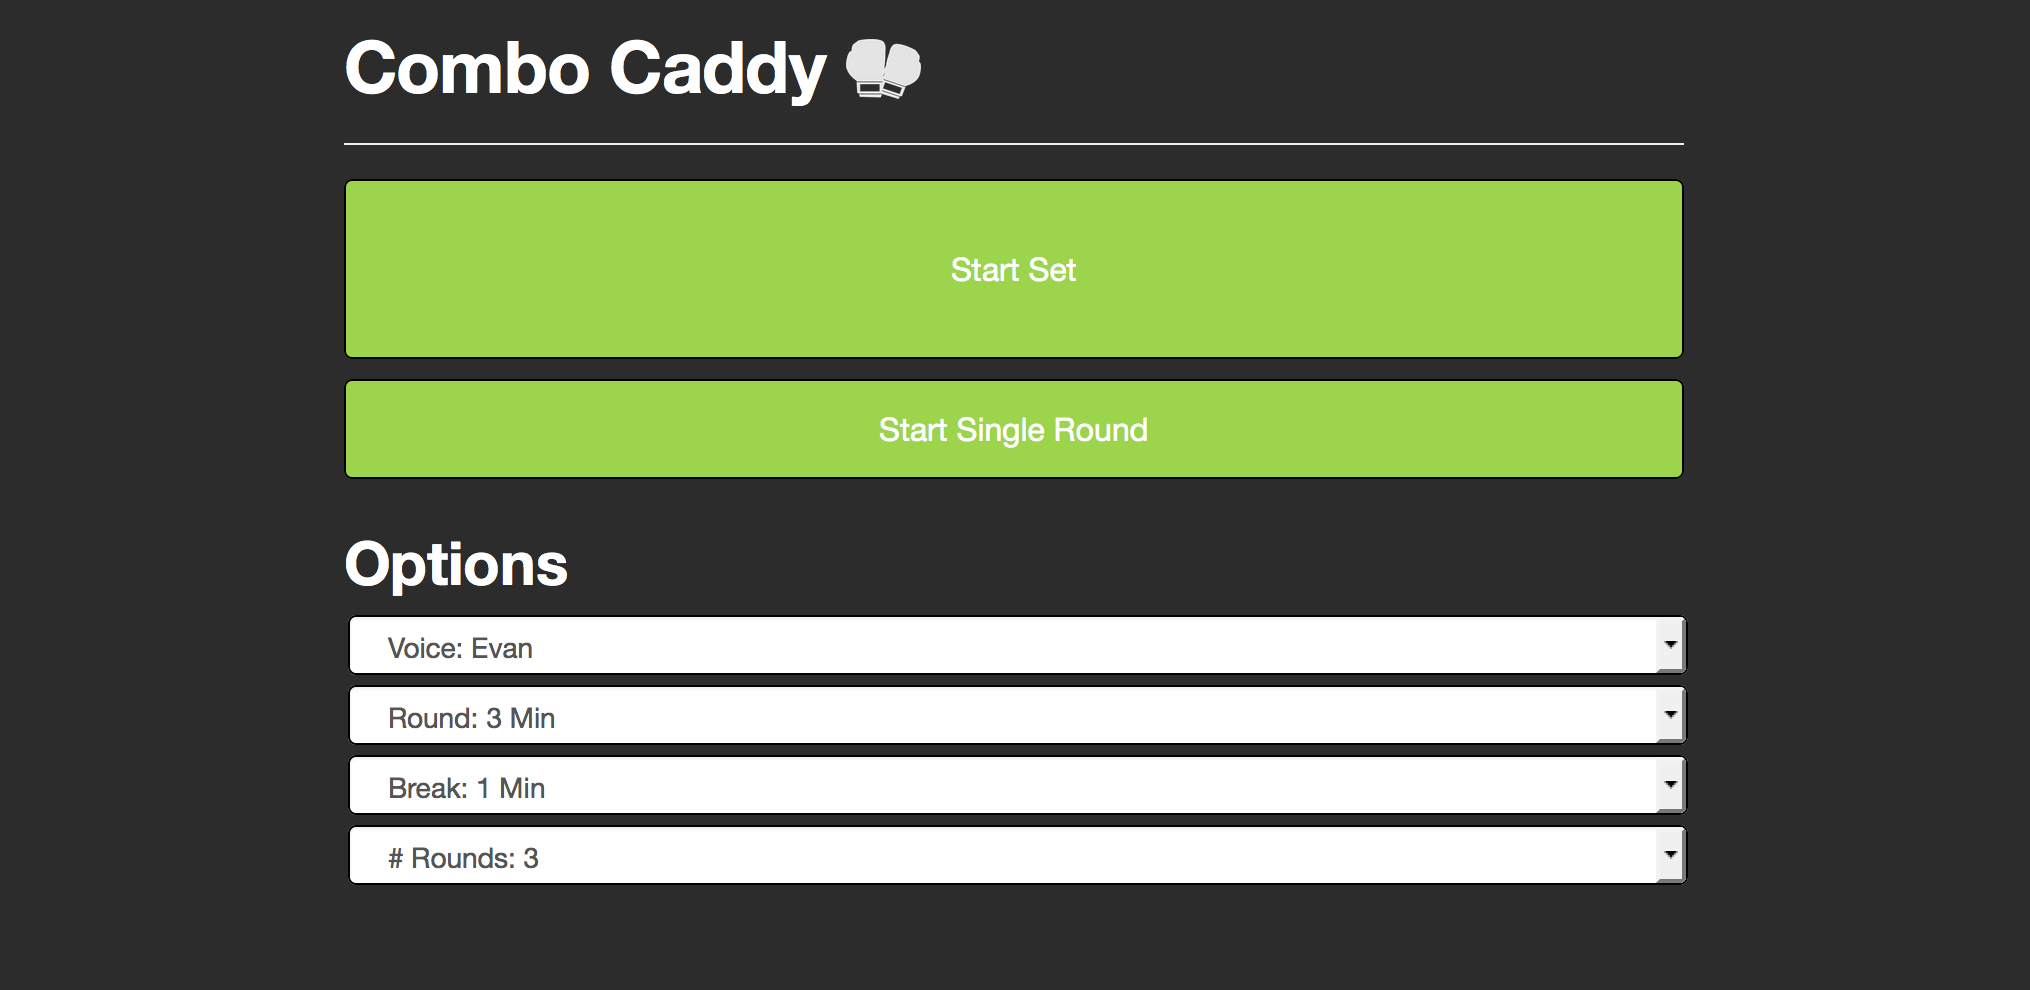 Combo Caddy
Start Set
Start Single Round
Options
Voice: Evan
Round: 3 Min
Break: 1 Min
# Rounds: 3